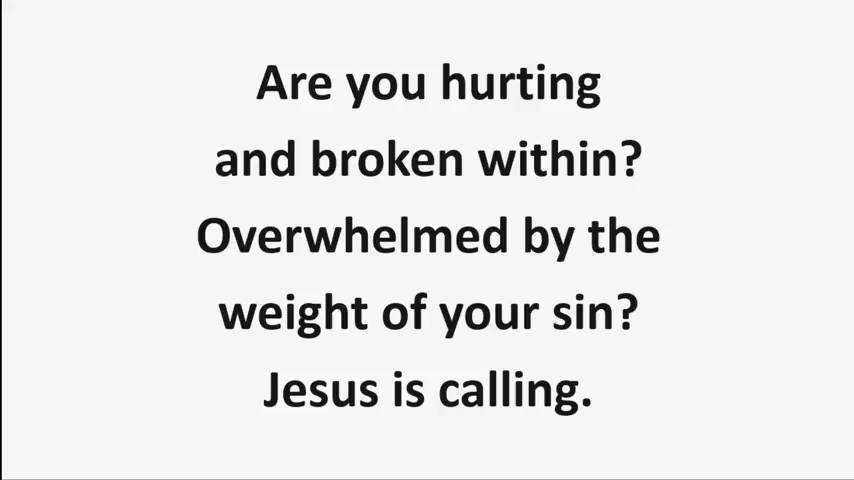 Are you hurting
and broken within?
Overwhelmed by the
weight of your sin?
Jesus is calling.